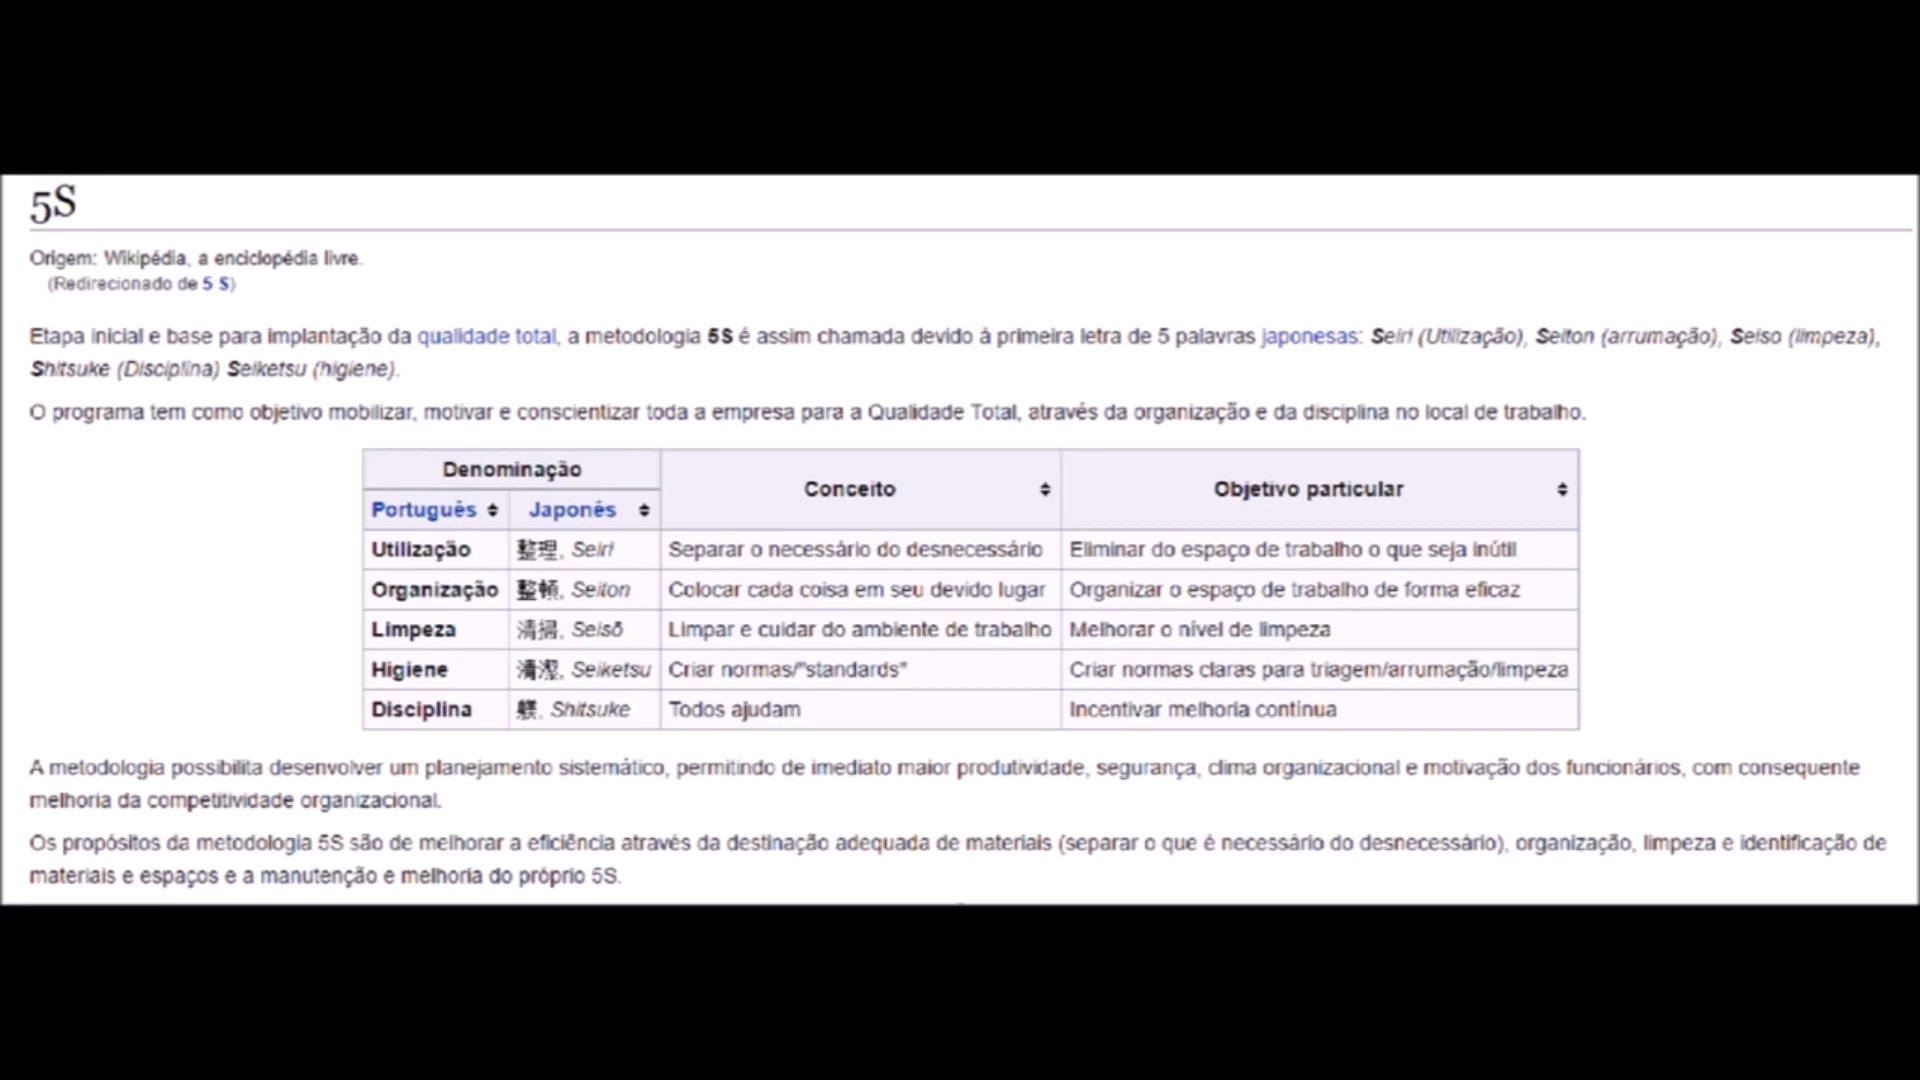 5S
Origem: Wikipédia, a enciclopédia livre.
(Redirecionado de 5 S)
Etapa inicial e base para implantação da qualidade total, a metodologia 5S é assim chamada devido à primeira letra de 5 palavras japonesas: Seiri (Utilização), Seiton (arrumação), Seiso (limpeza),
Shitsuke (Disciplina) Seiketsu (higiene).
O programa tem como objetivo mobilizar, motivar e conscientizar toda a empresa para a Qualidade Total, através da organização e da disciplina no local de trabalho.
Denominação Conceito Objetivo particular
Português Japonês
Utilização 整理, Seiri Separar o necessário do desnecessário Eliminar do espaço de trabalho o que seja inútil
Organização 整頓, Seiton Colocar cada coisa em seu devido lugar Organizar o espaço de trabalho de forma eficaz
Limpeza 清掃, Seisō Limpar e cuidar do ambiente de trabalho Melhorar o nível de limpeza
Higiene 清潔, Seiketsu Criar normas/"standards" Criar normas claras para triagem/arrumação/limpeza
Disciplina 躾, Shitsuke Todos ajudam Incentivar melhoria contínua
A metodologia possibilita desenvolver um planejamento sistemático, permitindo de imediato maior produtividade, segurança, clima organizacional e motivação dos funcionários, com consequente
melhoria da competitividade organizacional.
Os propósitos da metodologia 5S são de melhorar a eficiência através da destinação adequada de materiais (separar o que é necessário do desnecessário), organização, limpeza e identificação de
materiais e espaços e a manutenção e melhoria do próprio 5S.